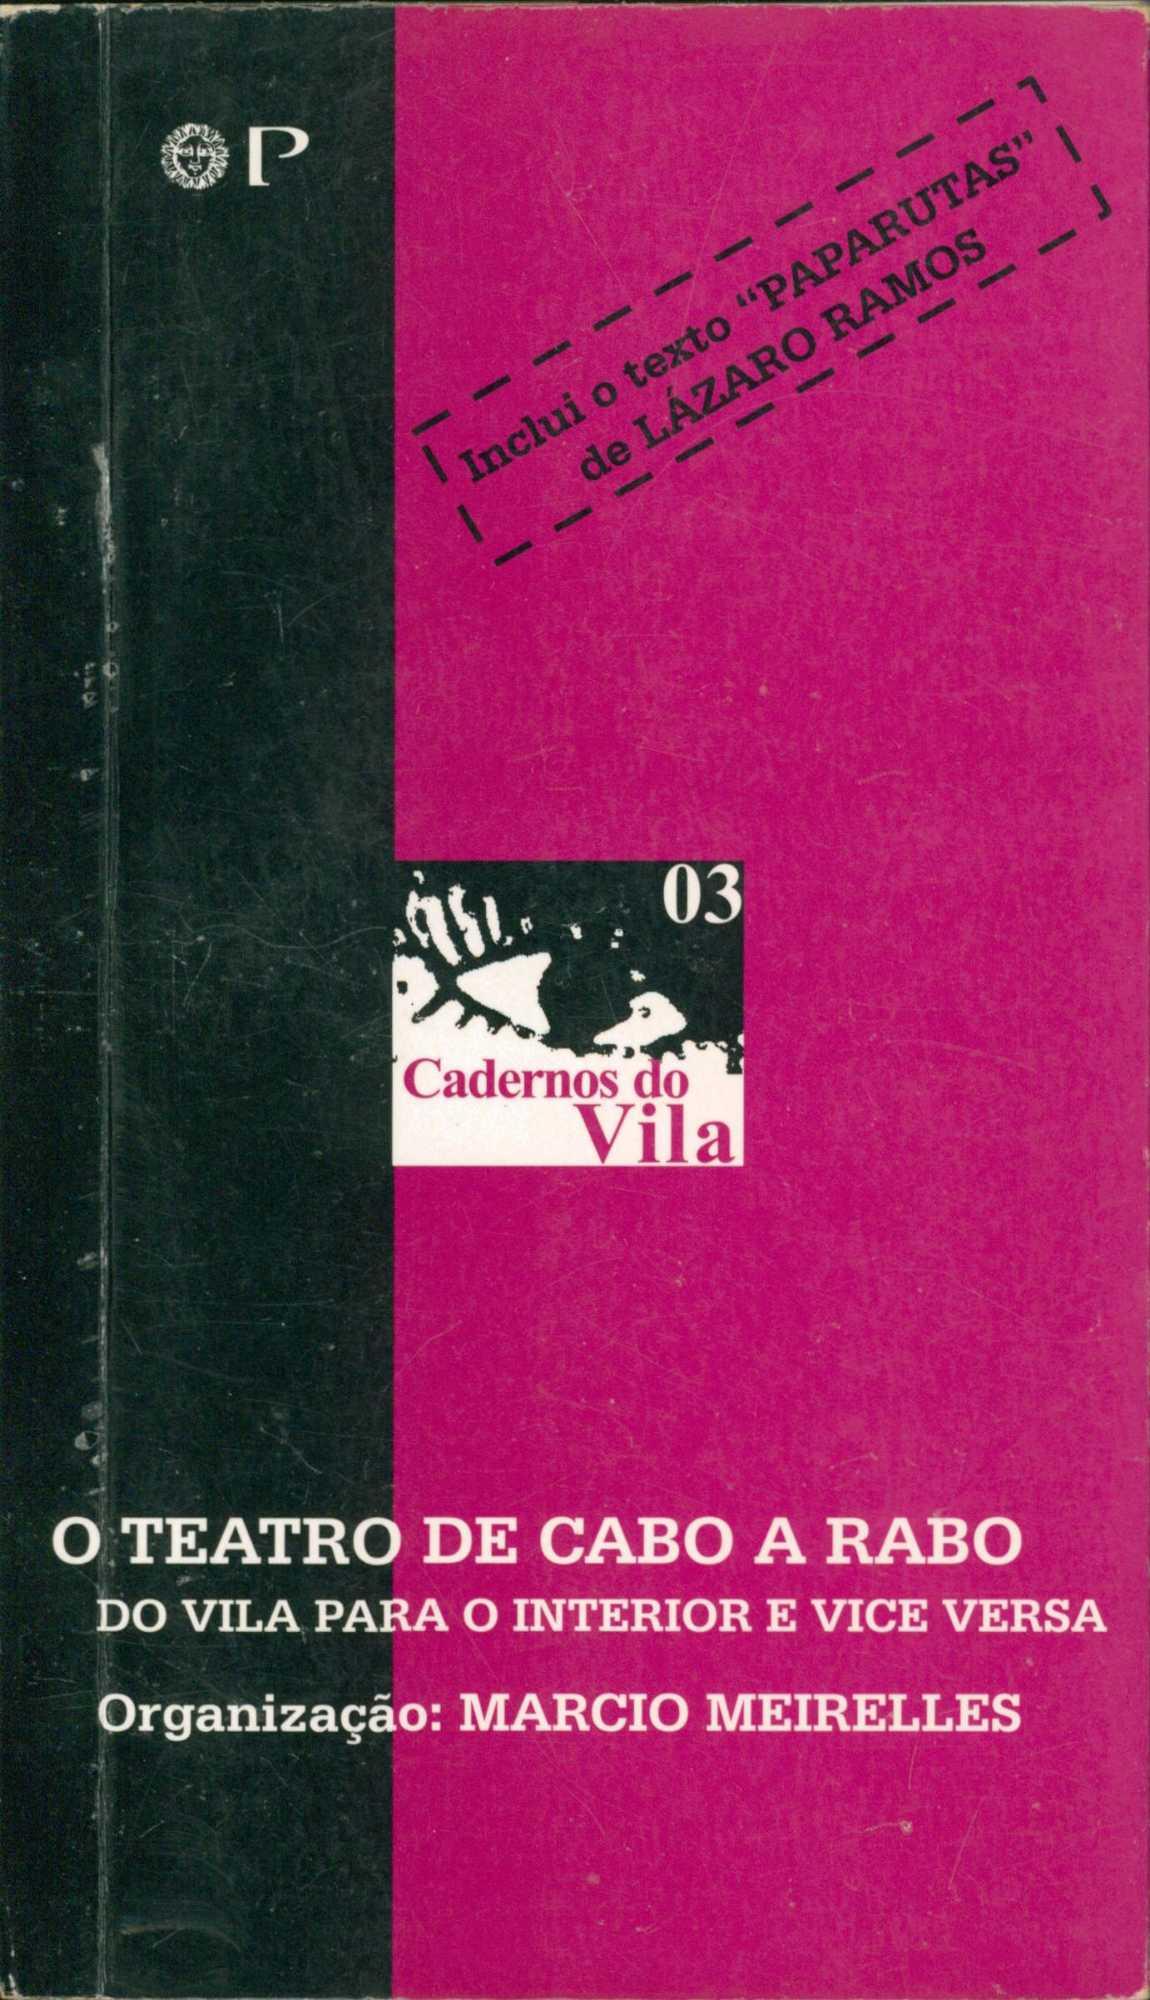 P
Inclui o texto “PAPARUTAS”
de LÁZARO RAMOS
03
Cadernos do
Vila
O TEATRO DE CABO A RABO
DO VILA PARA O INTERIOR E VICE VERSA
Organização: MARCIO MEIRELLES